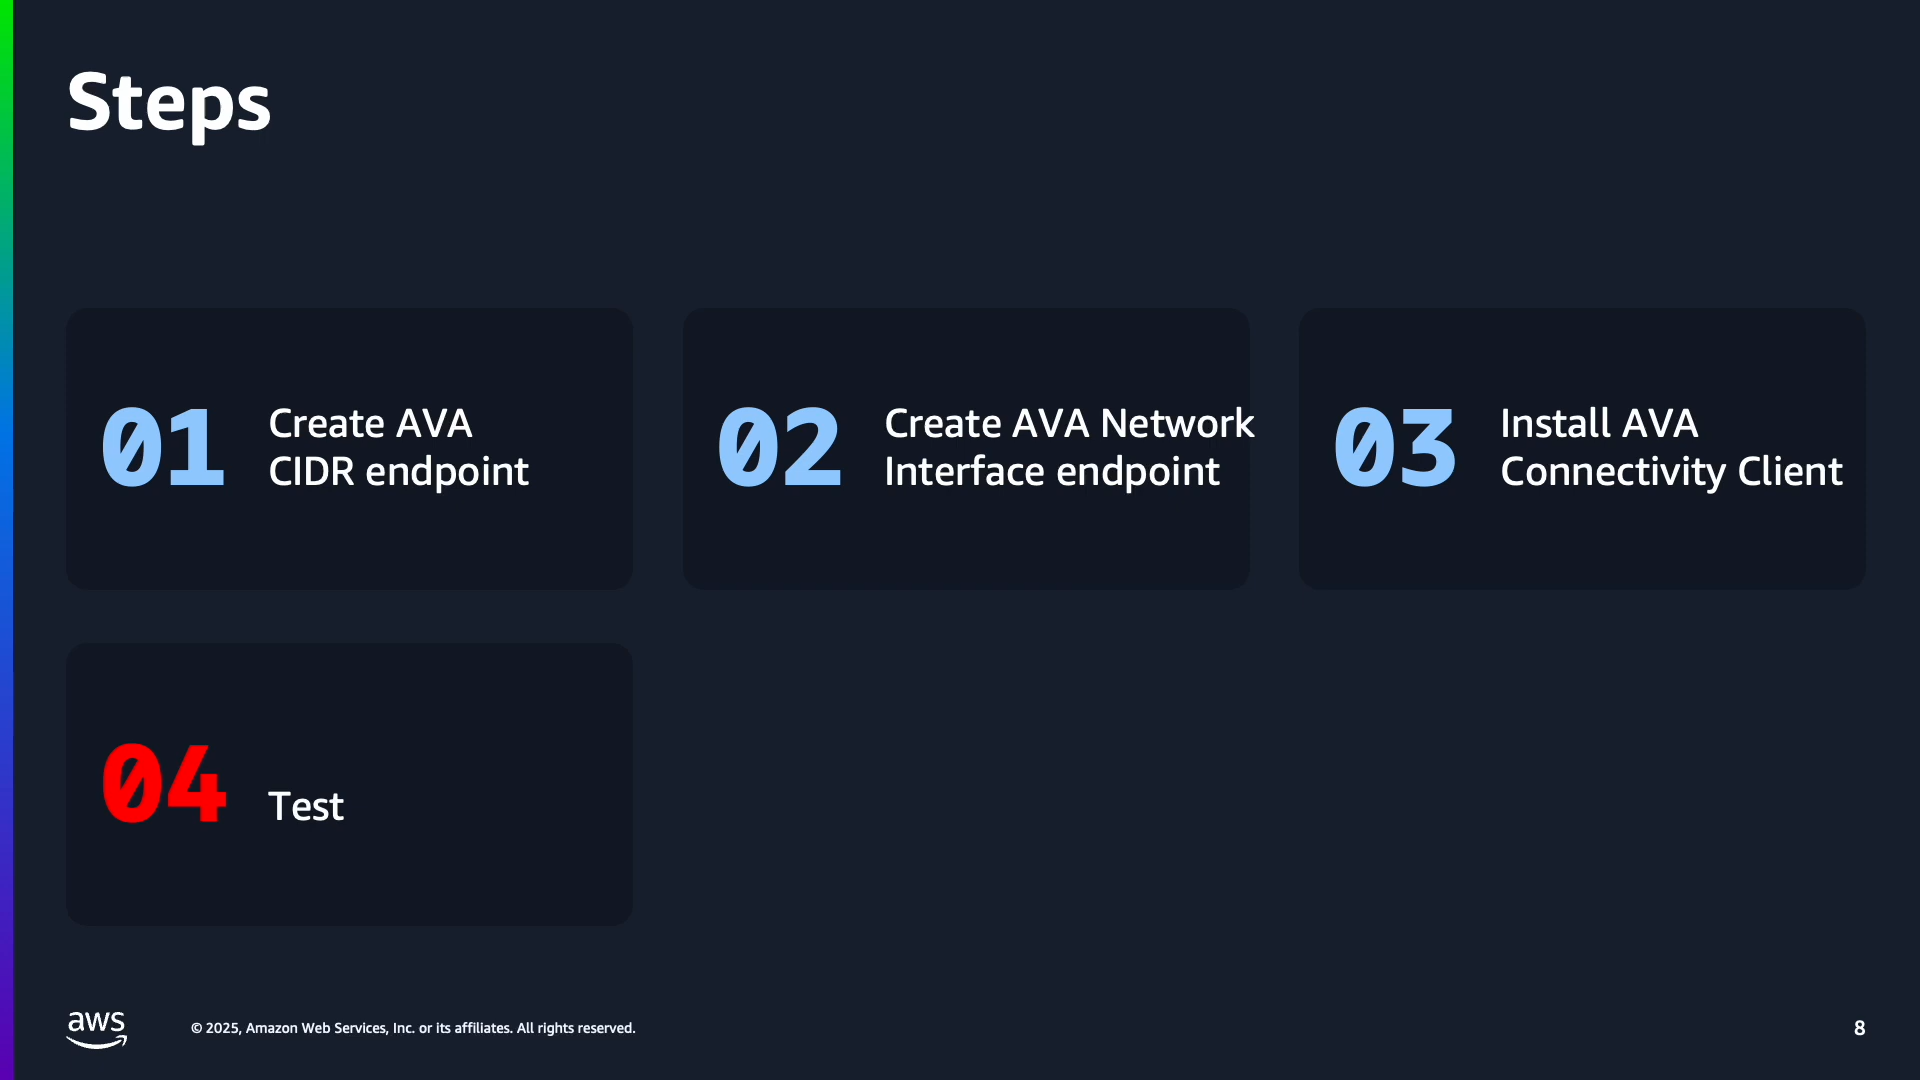 Steps
01
Create AVA
CIDR endpoint
02
Create AVA Network
Interface endpoint
03
Install AVA
Connectivity Client
04
Test
aws
© 2025, Amazon Web Services, Inc. or its affiliates. All rights reserved.
8